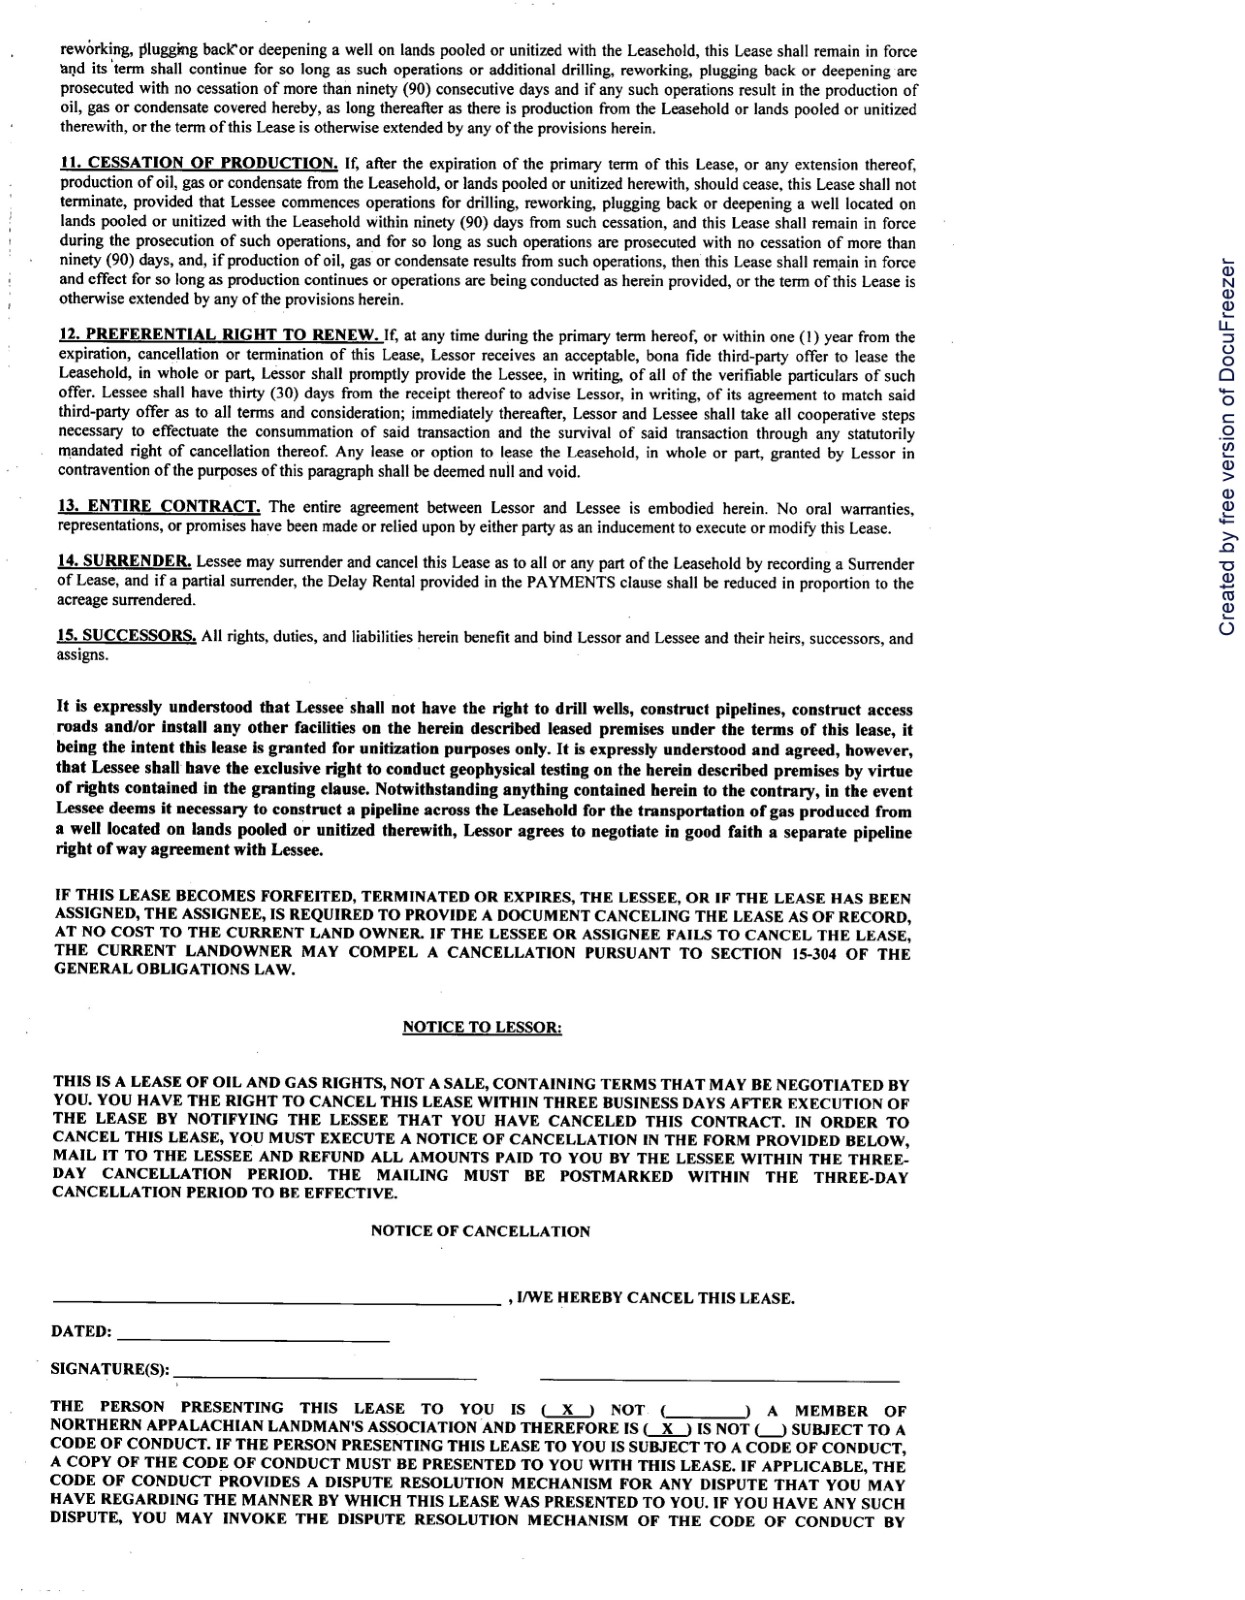 reworking, plugging back or deepening a well on lands pooled or unitized with the Leasehold, this Lease shall remain in force
and its term shall continue for so long as such operations or additional drilling, reworking, plugging back or deepening are
prosecuted with no cessation of more than ninety (90) consecutive days and if any such operations result in the production of
oil, gas or condensate covered hereby, as long thereafter as there is production from the Leasehold or lands pooled or unitized
therewith, or the term of this Lease is otherwise extended by any of the provisions herein.
11. CESSATION OF PRODUCTION. If, after the expiration of the primary term of this Lease, or any extension thereof,
production of oil, gas or condensate from the Leasehold, or lands pooled or unitized herewith, should cease, this Lease shall not
terminate, provided that Lessee commences operations for drilling, reworking, plugging back or deepening a well located on
lands pooled or unitized with the Leasehold within ninety (90) days from such cessation, and this Lease shall remain in force
during the prosecution of such operations, and for so long as such operations are prosecuted with no cessation of more than
ninety (90) days, and, if production of oil, gas or condensate results from such operations, then this Lease shall remain in force
and effect for so long as production continues or operations are being conducted as herein provided, or the term of this Lease is
otherwise extended by any of the provisions herein.
12. PREFERENTIAL RIGHT TO RENEW. If, at any time during the primary term hereof, or within one (1) year from the
expiration, cancellation or termination of this Lease, Lessor receives an acceptable, bona fide third-party offer to lease the
Leasehold, in whole or part, Lessor shall promptly provide the Lessee, in writing, of all of the verifiable particulars of such
offer. Lessee shall have thirty (30) days from the receipt thereof to advise Lessor, in writing, of its agreement to match said
third-party offer as to all terms and consideration; immediately thereafter, Lessor and Lessee shall take all cooperative steps
necessary to effectuate the consummation of said transaction and the survival of said transaction through any statutorily
mandated right of cancellation thereof. Any lease or option to lease the Leasehold, in whole or part, granted by Lessor in
contravention of the purposes of this paragraph shall be deemed null and void.
13. ENTIRE CONTRACT. The entire agreement between Lessor and Lessee is embodied herein. No oral warranties,
representations, or promises have been made or relied upon by either party as an inducement to execute or modify this Lease.
14. SURRENDER. Lessee may surrender and cancel this Lease as to all or any part of the Leasehold by recording a Surrender
of Lease, and if a partial surrender, the Delay Rental provided in the PAYMENTS clause shall be reduced in proportion to the
acreage surrendered.
15. SUCCESSORS. All rights, duties, and liabilities herein benefit and bind Lessor and Lessee and their heirs, successors, and
assigns.
It is expressly understood that Lessee shall not have the right to drill wells, construct pipelines, construct access
roads and/or install any other facilities on the herein described leased premises under the terms of this lease, it
being the intent this lease is granted for unitization purposes only. It is expressly understood and agreed, however,
that Lessee shall have the exclusive right to conduct geophysical testing on the herein described premises by virtue
of rights contained in the granting clause. Notwithstanding anything contained herein to the contrary, in the event
Lessee deems it necessary to construct a pipeline across the Leasehold for the transportation of gas produced from
a well located on lands pooled or unitized therewith, Lessor agrees to negotiate in good faith a separate pipeline
right of way agreement with Lessee.
IF THIS LEASE BECOMES FORFEITED, TERMINATED OR EXPIRES, THE LESSEE, OR IF THE LEASE HAS BEEN
ASSIGNED, THE ASSIGNEE, IS REQUIRED TO PROVIDE A DOCUMENT CANCELING THE LEASE AS OF RECORD,
AT NO COST TO THE CURRENT LAND OWNER. IF THE LESSEE OR ASSIGNEE FAILS TO CANCEL THE LEASE,
THE CURRENT LANDOWNER MAY COMPEL A CANCELLATION PURSUANT TO SECTION 15-304 OF THE
GENERAL OBLIGATIONS LAW.
NOTICE TO LESSOR:
THIS IS A LEASE OF OIL AND GAS RIGHTS, NOT A SALE, CONTAINING TERMS THAT MAY BE NEGOTIATED BY
YOU. YOU HAVE THE RIGHT TO CANCEL THIS LEASE WITHIN THREE BUSINESS DAYS AFTER EXECUTION OF
THE LEASE BY NOTIFYING THE LESSEE THAT YOU HAVE CANCELED THIS CONTRACT. IN ORDER TO
CANCEL THIS LEASE, YOU MUST EXECUTE A NOTICE OF CANCELLATION IN THE FORM PROVIDED BELOW,
MAIL IT TO THE LESSEE AND REFUND ALL AMOUNTS PAID TO YOU BY THE LESSEE WITHIN THE THREE-
DAY CANCELLATION PERIOD. THE MAILING MUST BE POSTMARKED WITHIN THE THREE-DAY
CANCELLATION PERIOD TO BE EFFECTIVE.
NOTICE OF CANCELLATION
, I/WE HEREBY CANCEL THIS LEASE.
DATED:
SIGNATURE(S):
THE PERSON PRESENTING THIS LEASE TO YOU IS ( X ) NOT ( ) A MEMBER OF
NORTHERN APPALACHIAN LANDMAN'S ASSOCIATION AND THEREFORE IS ( X ) IS NOT ( ) SUBJECT TO A
CODE OF CONDUCT. IF THE PERSON PRESENTING THIS LEASE TO YOU IS SUBJECT TO A CODE OF CONDUCT,
A COPY OF THE CODE OF CONDUCT MUST BE PRESENTED TO YOU WITH THIS LEASE. IF APPLICABLE, THE
CODE OF CONDUCT PROVIDES A DISPUTE RESOLUTION MECHANISM FOR ANY DISPUTE THAT YOU MAY
HAVE REGARDING THE MANNER BY WHICH THIS LEASE WAS PRESENTED TO YOU. IF YOU HAVE ANY SUCH
DISPUTE, YOU MAY INVOKE THE DISPUTE RESOLUTION MECHANISM OF THE CODE OF CONDUCT BY
Created by free version of DocuFreezer